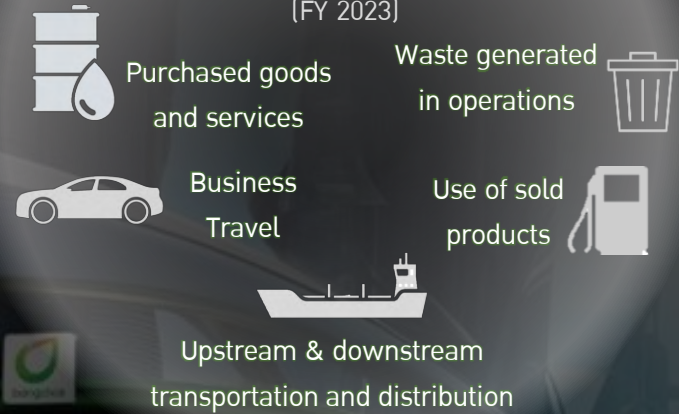 (FY 2023)
Purchased goods
and services
Waste generated
in operations
Business
Travel
Use of sold
products
Upstream & downstream
transportation and distribution